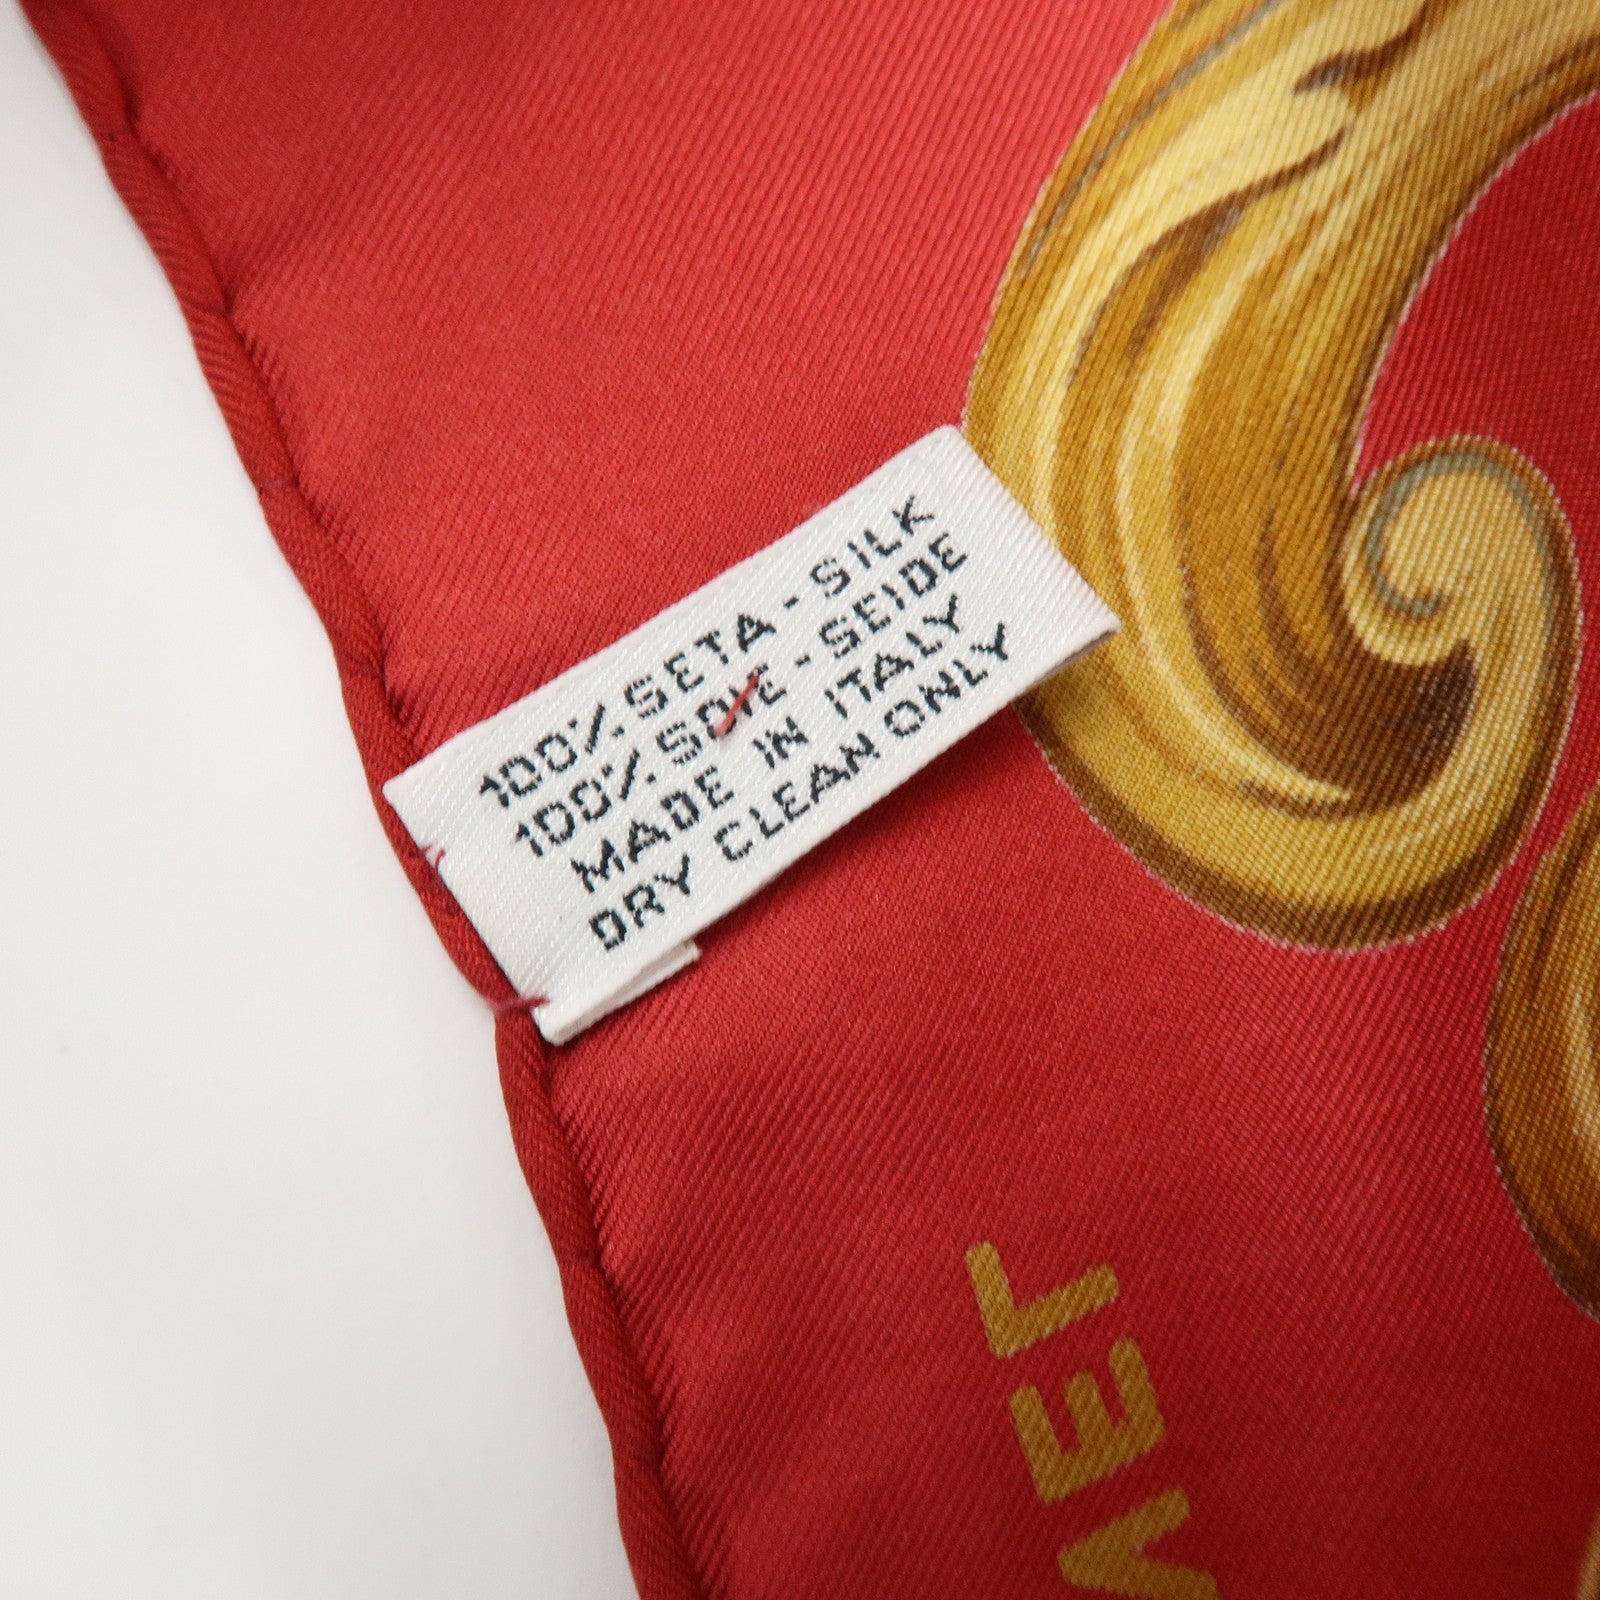 100% SETA - SILK
100% SOIE - SEIDE
MADE IN ITALY
DRY CLEAN ONLY